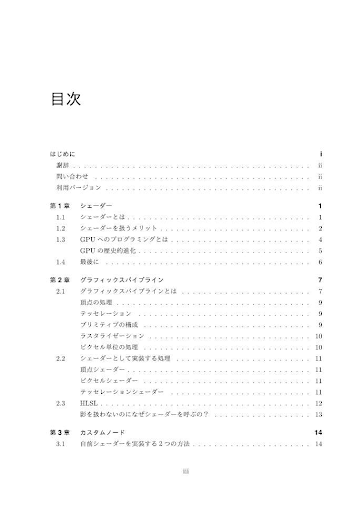 目次
はじめに i
謝辞 . . . . . . . . . . . . . . . . . . . . ii
問い合わせ . . . . . . . . . . . . . . . . . . . . ii
利用バージョン . . . . . . . . . . . . . . . . . . . . ii
第1章 シェーダー 1
1.1 シェーダーとは . . . . . . . . . . . . . . . . . . . . 1
1.2 シェーダーを扱うメリット . . . . . . . . . . . . . . . . . . . . 2
1.3 GPU へのプログラミングとは . . . . . . . . . . . . . . . . . . . . 4
GPU の歴史的進化 . . . . . . . . . . . . . . . . . . . . 5
1.4 最後に . . . . . . . . . . . . . . . . . . . . 6
第2章 グラフィックスパイプライン 7
2.1 グラフィックスパイプラインとは . . . . . . . . . . . . . . . . . . . . 7
頂点の処理 . . . . . . . . . . . . . . . . . . . . 9
テッセレーション . . . . . . . . . . . . . . . . . . . . 9
プリミティブの構成 . . . . . . . . . . . . . . . . . . . . 9
ラスタライゼーション . . . . . . . . . . . . . . . . . . . . 10
ピクセル単位の処理 . . . . . . . . . . . . . . . . . . . . 10
2.2 シェーダーとして実装する処理 . . . . . . . . . . . . . . . . . . . . 11
頂点シェーダー . . . . . . . . . . . . . . . . . . . . 11
ピクセルシェーダー . . . . . . . . . . . . . . . . . . . . 11
テッセレーションシェーダー . . . . . . . . . . . . . . . . . . . . 11
2.3 HLSL . . . . . . . . . . . . . . . . . . . . 12
影を扱わないのになぜシェーダーを呼ぶの？ . . . . . . . . . . . . . . . . . . . . 13
第3章 カスタムノード 14
3.1 自前シェーダーを実装する2つの方法 . . . . . . . . . . . . . . . . . . . . 14
iii